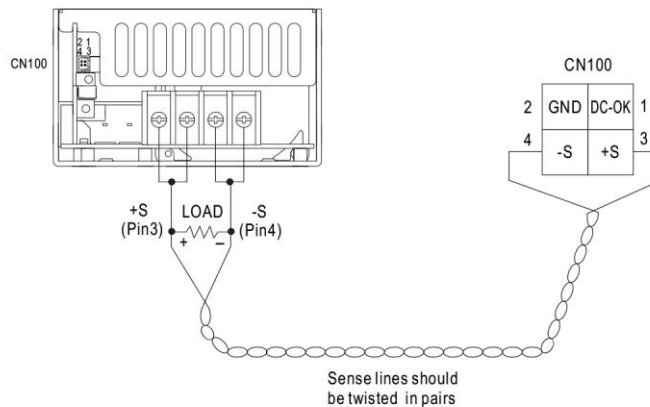 2 1
4 3
CN100
CN100
2 GND DC-OK 1
4 -S +S 3
+S LOAD -S
(Pin3) + − (Pin4)
Sense lines should
be twisted in pairs